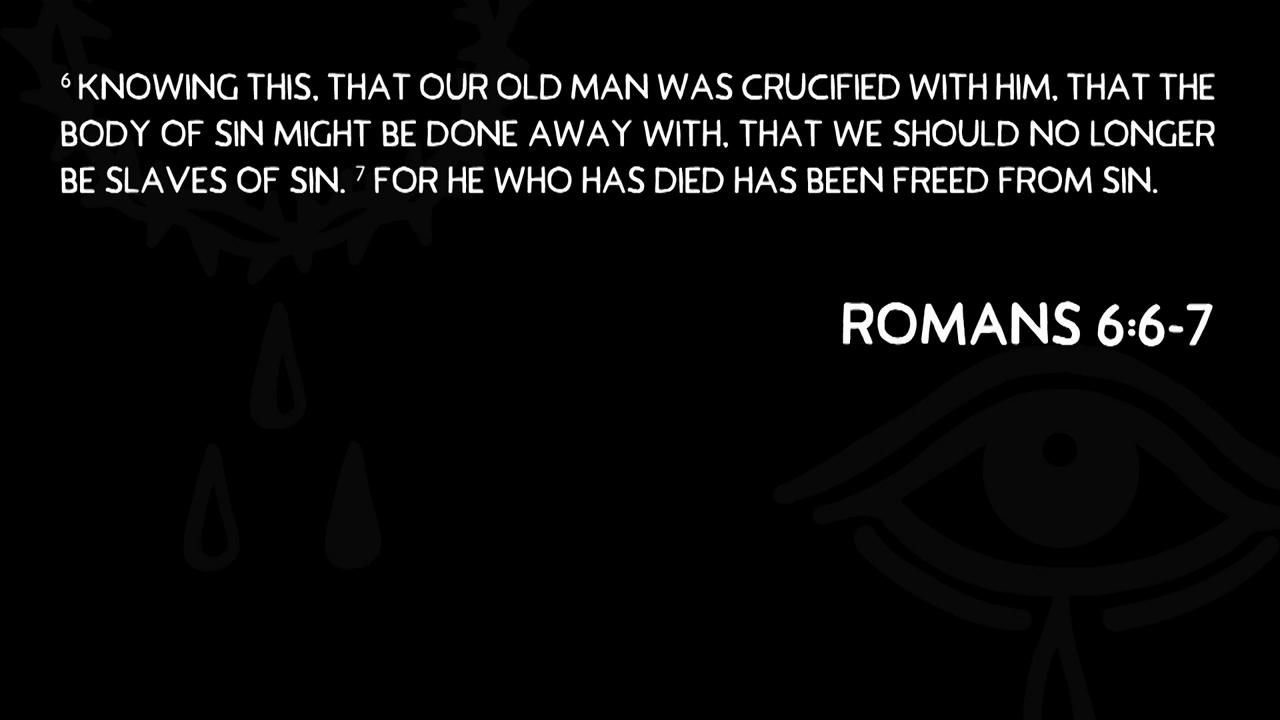 ⁶ KNOWING THIS, THAT OUR OLD MAN WAS CRUCIFIED WITH HIM, THAT THE
BODY OF SIN MIGHT BE DONE AWAY WITH, THAT WE SHOULD NO LONGER
BE SLAVES OF SIN. ⁷ FOR HE WHO HAS DIED HAS BEEN FREED FROM SIN.
ROMANS 6:6-7